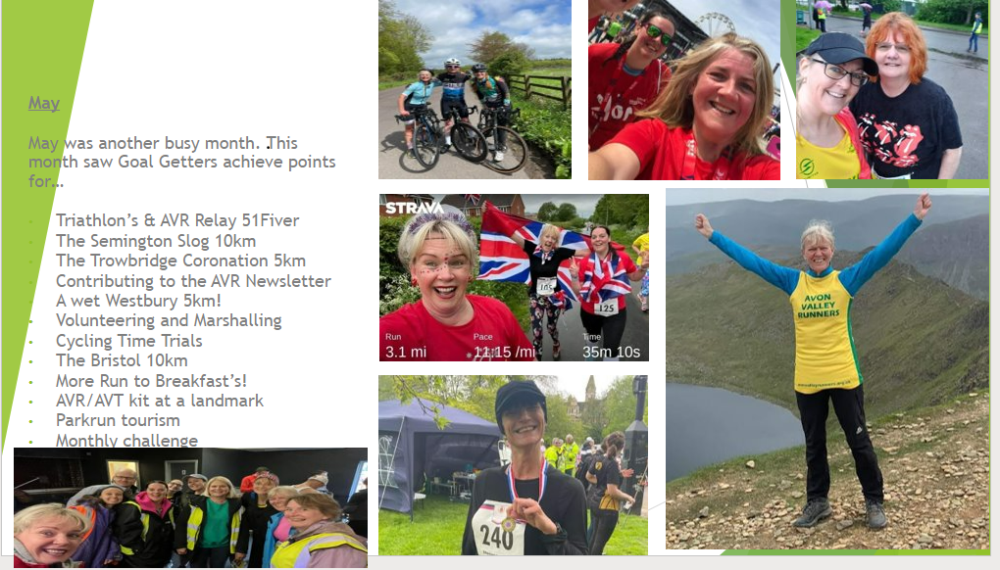 May
May was another busy month. This
month saw Goal Getters achieve points
for…
Triathlon’s & AVR Relay 51Fiver
The Semington Slog 10km
The Trowbridge Coronation 5km
Contributing to the AVR Newsletter
A wet Westbury 5km!
Volunteering and Marshalling
Cycling Time Trials
The Bristol 10km
More Run to Breakfast’s!
AVR/AVT kit at a landmark
Parkrun tourism
Monthly challenge
STRAVA
105
125
Run
Pace
Time
3.1 mi
11:15 /mi
35m 10s
AVON
VALLEY
RUNNERS
240